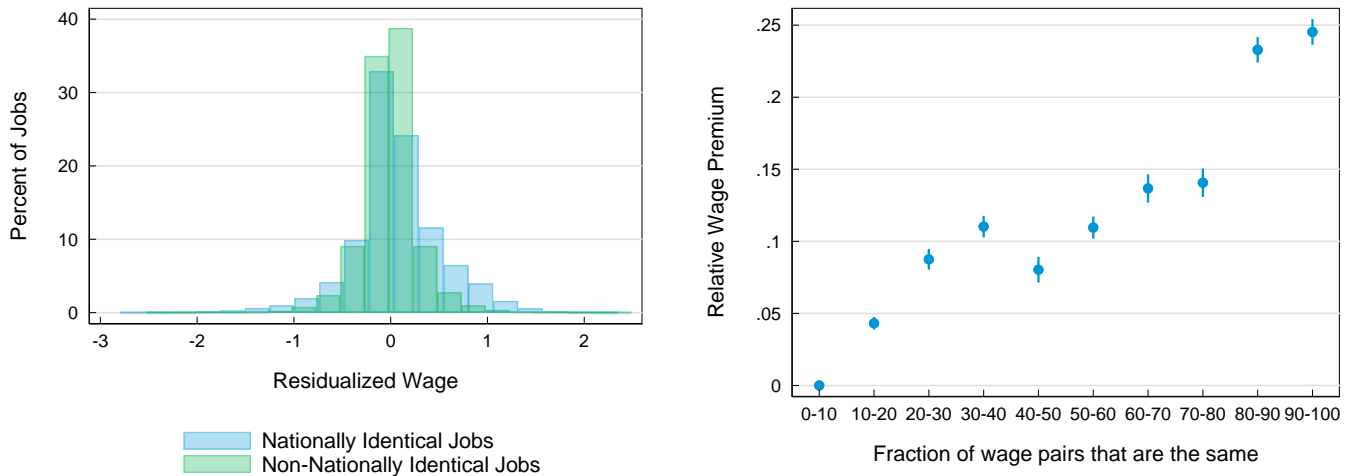 Percent of Jobs
40
30
20
10
0
-3 -2 -1 0 1 2
Residualized Wage
Nationally Identical Jobs
Non-Nationally Identical Jobs
Relative Wage Premium
.25
.2
.15
.1
.05
0
0-10 10-20 20-30 30-40 40-50 50-60 60-70 70-80 80-90 90-100
Fraction of wage pairs that are the same